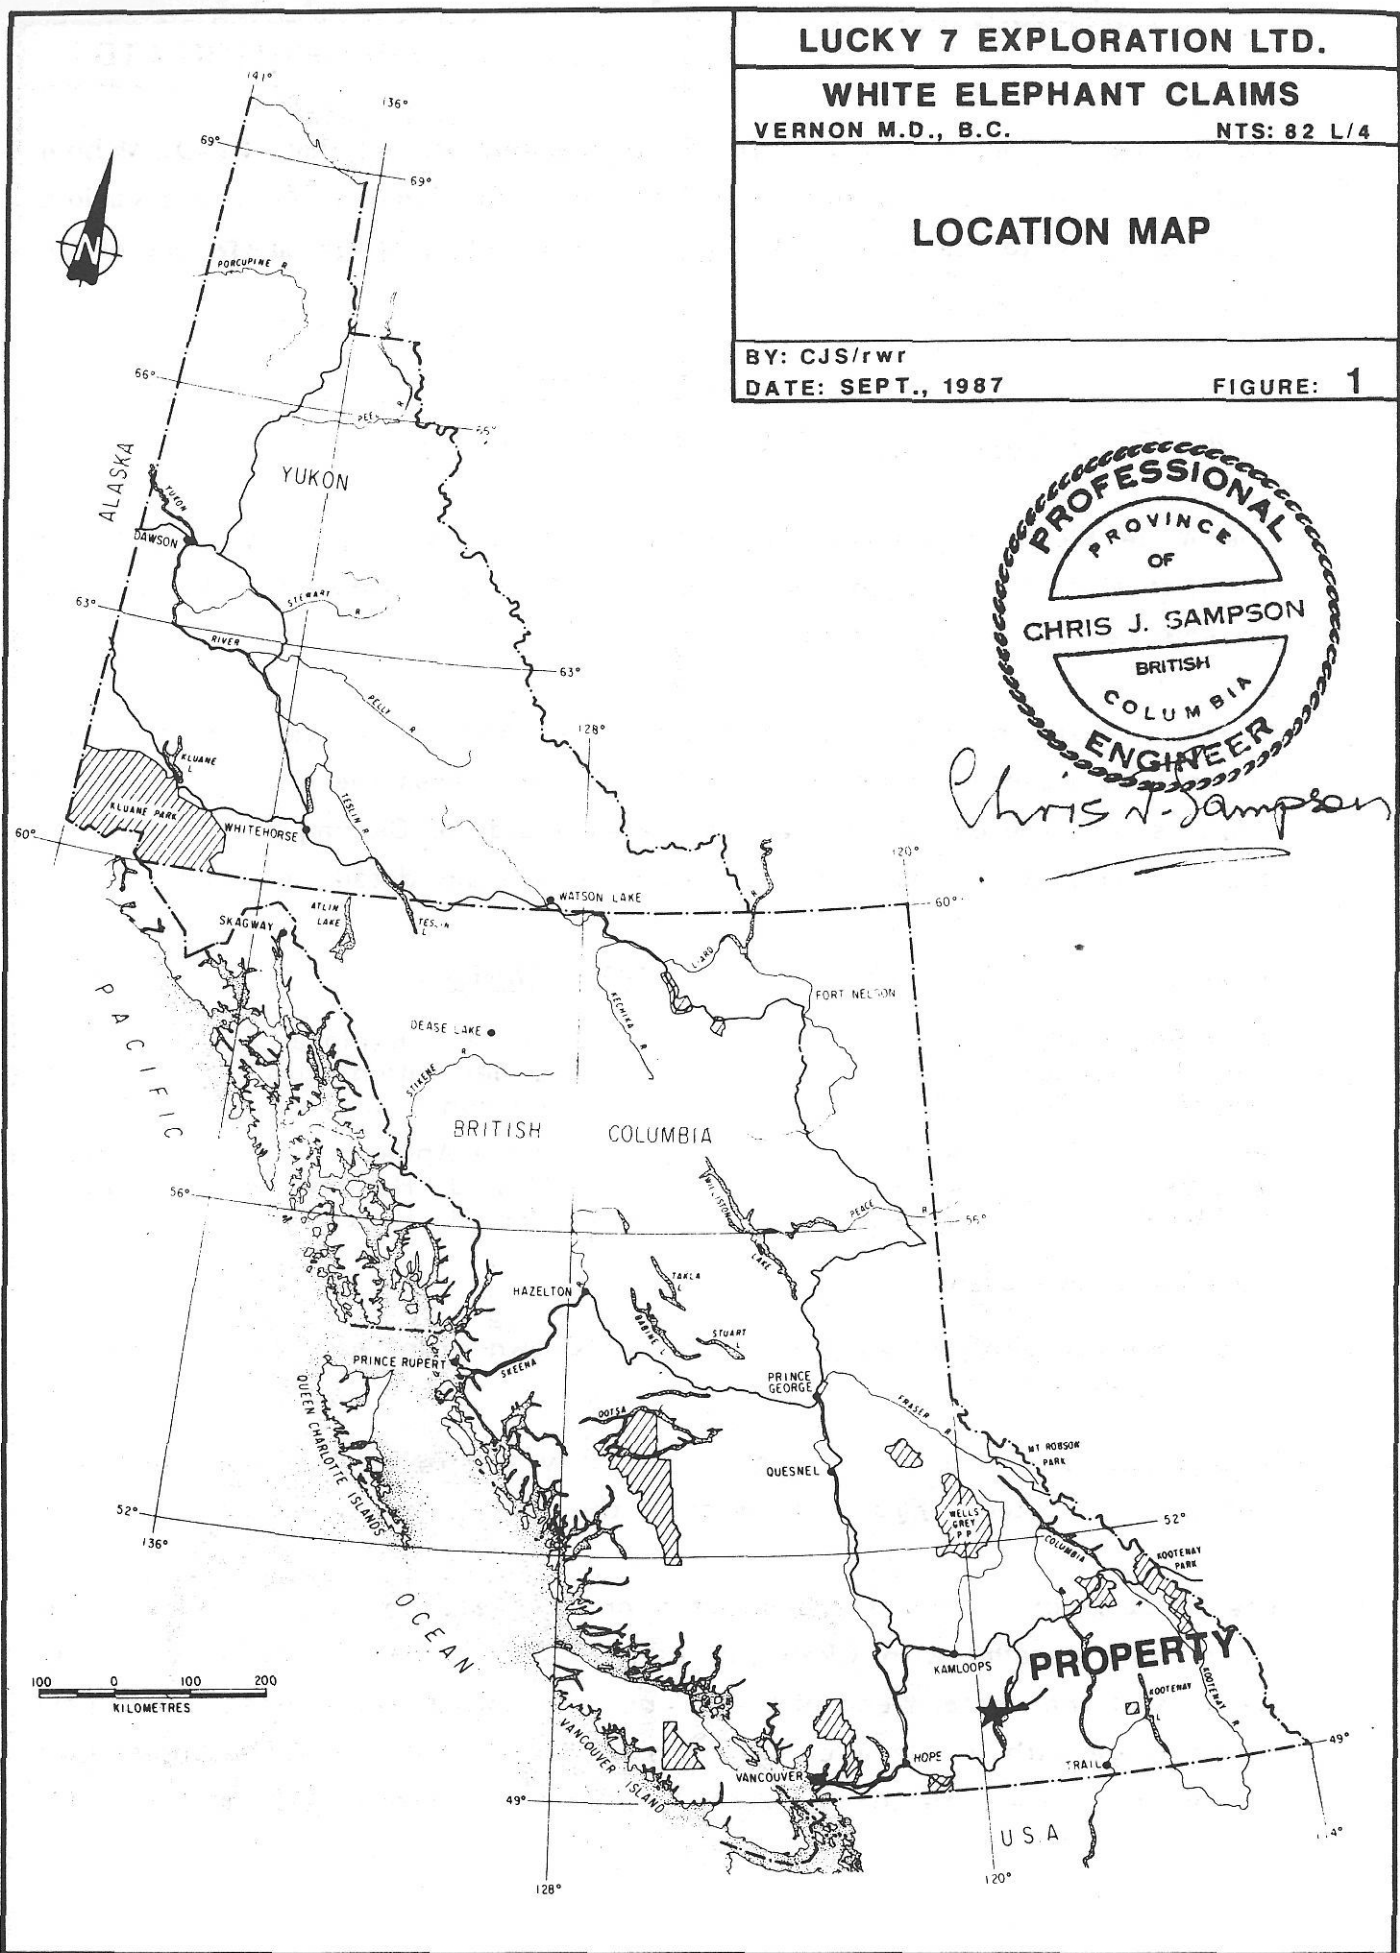 LUCKY 7 EXPLORATION LTD.
WHITE ELEPHANT CLAIMS
VERNON M.D., B.C. NTS: 82 L/4
LOCATION MAP
BY: CJS/rwr
DATE: SEPT., 1987 FIGURE: 1
PROFESSIONAL
PROVINCE
OF
CHRIS J. SAMPSON
BRITISH
COLUMBIA
ENGINEER
Chris J. Sampson
141°
136°
69°
69°
N
PORCUPINE R
66°
PEEL R
ALASKA
YUKON
YUKON
DAWSON
63°
STEWART R
RIVER
63°
PELLY R
128°
KLUANE L
KLUANE PARK
TESLIN R
WHITEHORSE
60°
120°
WATSON LAKE
60°
ATLIN LAKE
SKAGWAY
TESLIN L
LIARD R
FORT NELSON
KECHIKA R
DEASE LAKE
PACIFIC
STIKENE R
BRITISH COLUMBIA
WILLISTON LAKE
56°
PEACE R
HAZELTON
TAKLA L
BABINE L
STUART L
PRINCE RUPERT
SKEENA
PRINCE GEORGE
QUEEN CHARLOTTE ISLANDS
OOTSA
FRASER R
MT ROBSON PARK
QUESNEL
WELLS GREY P P
52°
52°
136°
COLUMBIA
KOOTENAY PARK
OCEAN
PROPERTY
KAMLOOPS
100 0 100 200
KILOMETRES
KOOTENAY L
KOOTENAY R
VANCOUVER ISLAND
HOPE
TRAIL
49°
VANCOUVER
49°
USA
128°
120°